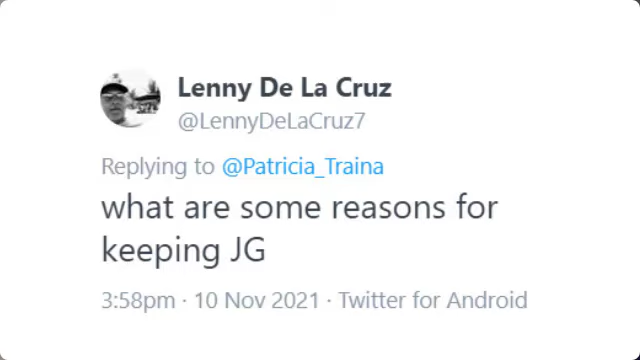 Lenny De La Cruz
@LennyDeLaCruz7
Replying to @Patricia_Traina
what are some reasons for
keeping JG
3:58pm · 10 Nov 2021 · Twitter for Android